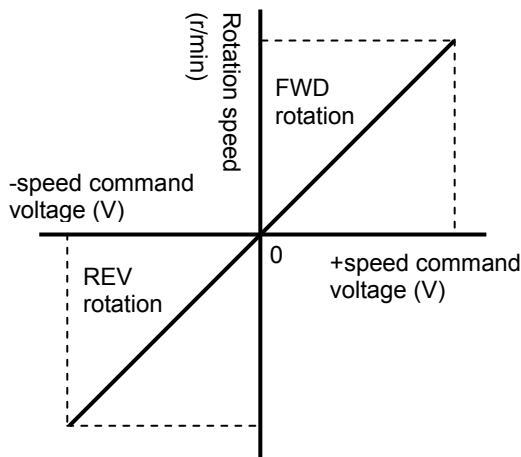 Rotation speed
(r/min)
FWD
rotation
-speed command
voltage (V)
0
+speed command
voltage (V)
REV
rotation